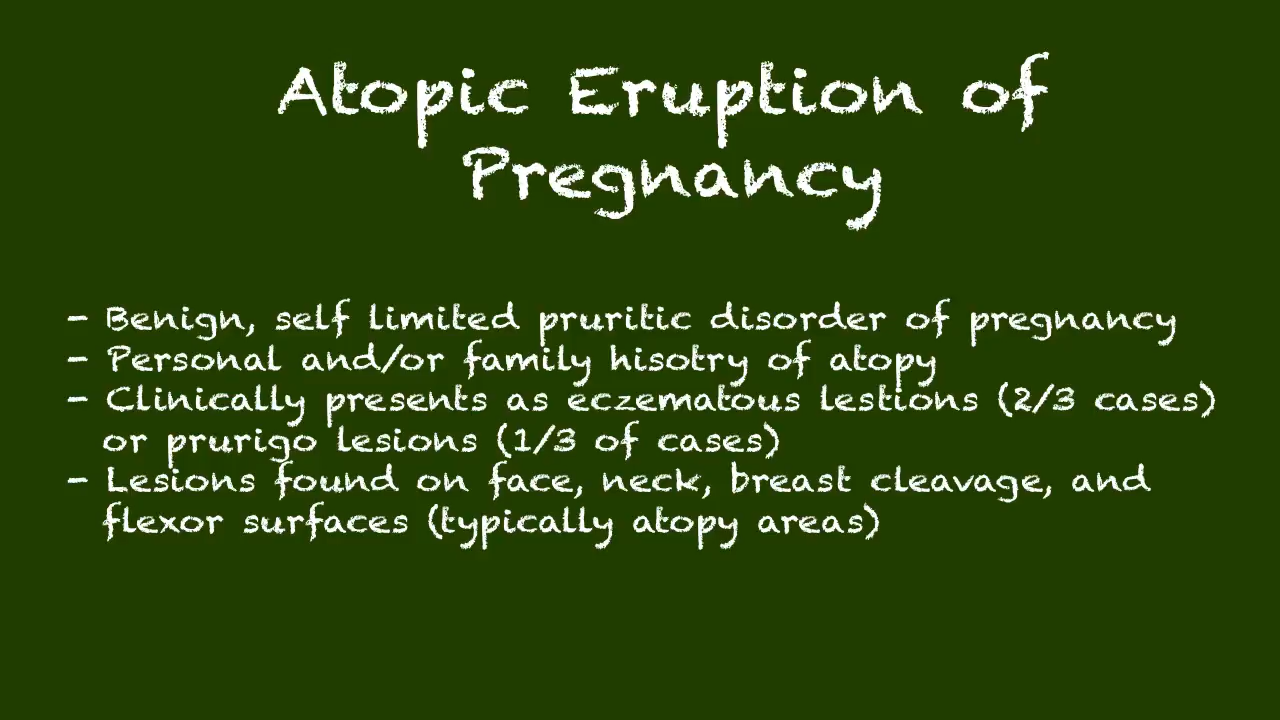 Atopic Eruption of
Pregnancy
- Benign, self limited pruritic disorder of pregnancy
- Personal and/or family hisotry of atopy
- Clinically presents as eczematous lestions (2/3 cases)
or prurigo lesions (1/3 of cases)
- Lesions found on face, neck, breast cleavage, and
flexor surfaces (typically atopy areas)